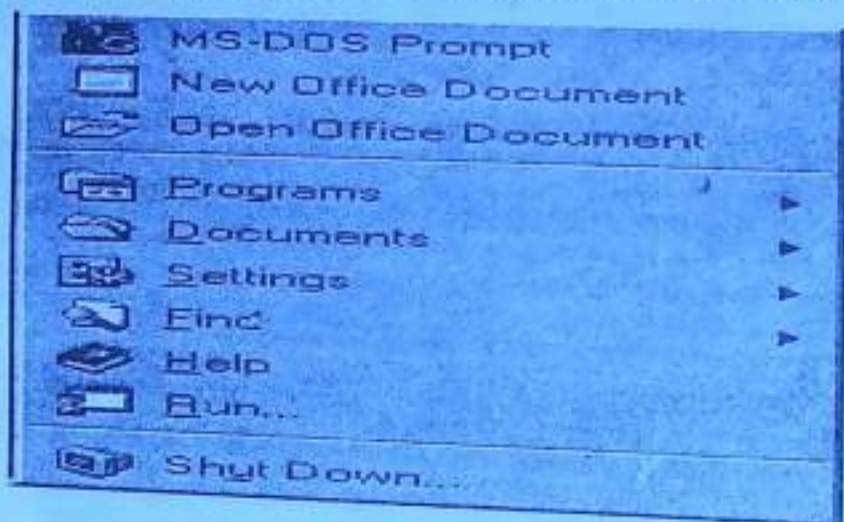 MS-DOS Prompt
New Office Document
Open Office Document
Programs
Documents
Settings
Find
Help
Run...
Shut Down...